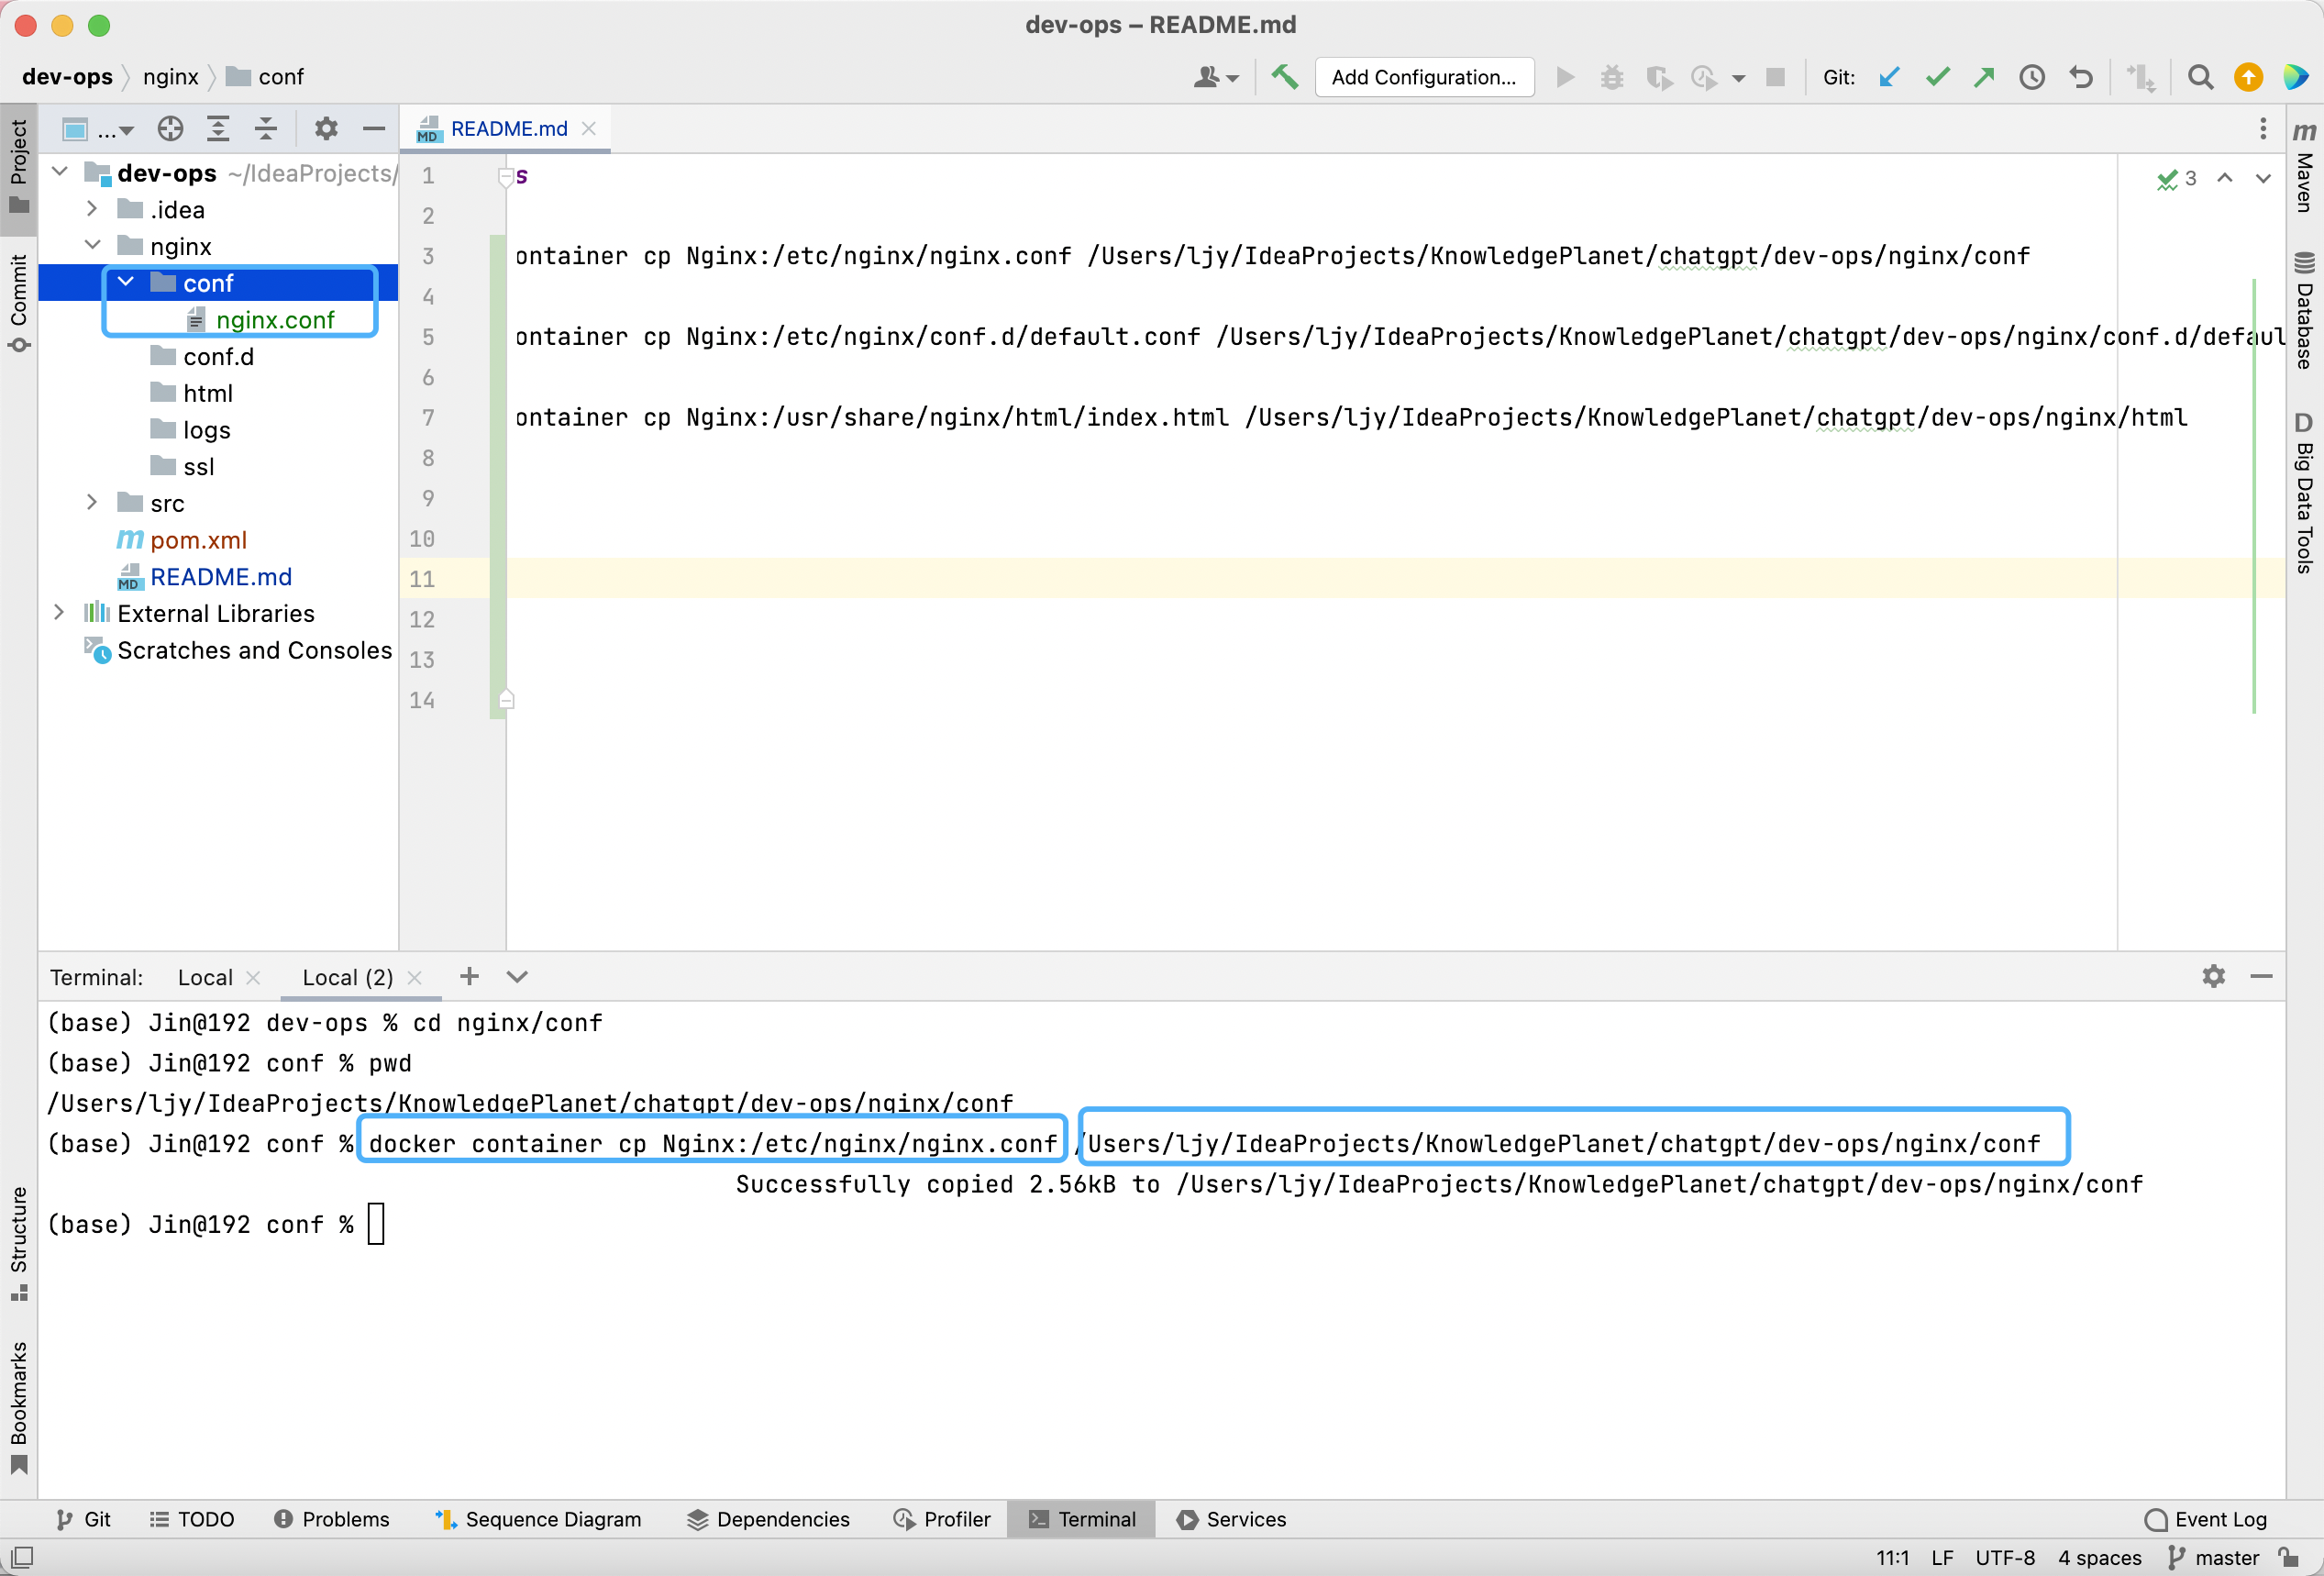 dev-ops – README.md
dev-ops nginx conf
Add Configuration...
Git:
Project
...
README.md
Commit
dev-ops ~/IdeaProjects/
.idea
nginx
conf
nginx.conf
conf.d
html
logs
ssl
src
pom.xml
README.md
External Libraries
Scratches and Consoles
1 s
2
3 ontainer cp Nginx:/etc/nginx/nginx.conf /Users/ljy/IdeaProjects/KnowledgePlanet/chatgpt/dev-ops/nginx/conf
4
5 ontainer cp Nginx:/etc/nginx/conf.d/default.conf /Users/ljy/IdeaProjects/KnowledgePlanet/chatgpt/dev-ops/nginx/conf.d/defaul
6
7 ontainer cp Nginx:/usr/share/nginx/html/index.html /Users/ljy/IdeaProjects/KnowledgePlanet/chatgpt/dev-ops/nginx/html
8
9
10
11
12
13
14
3
Maven
Database
Big Data Tools
Terminal: Local Local (2)
(base) Jin@192 dev-ops % cd nginx/conf
(base) Jin@192 conf % pwd
/Users/ljy/IdeaProjects/KnowledgePlanet/chatgpt/dev-ops/nginx/conf
(base) Jin@192 conf % docker container cp Nginx:/etc/nginx/nginx.conf /Users/ljy/IdeaProjects/KnowledgePlanet/chatgpt/dev-ops/nginx/conf
Successfully copied 2.56kB to /Users/ljy/IdeaProjects/KnowledgePlanet/chatgpt/dev-ops/nginx/conf
(base) Jin@192 conf %
Structure
Bookmarks
Git TODO Problems Sequence Diagram Dependencies Profiler Terminal Services Event Log
11:1 LF UTF-8 4 spaces master